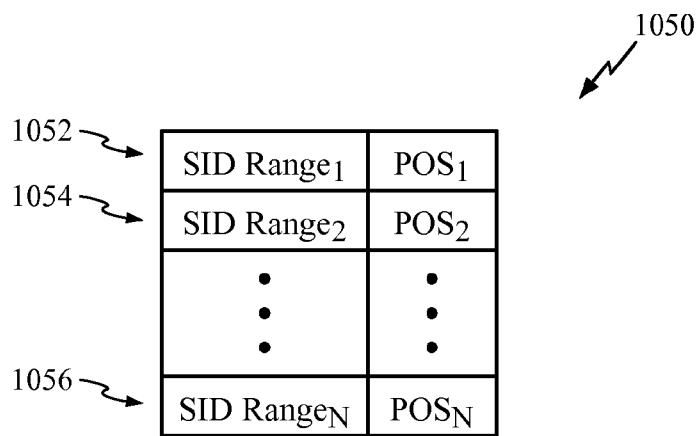 1050
1052
SID Range1 POS1
1054
SID Range2 POS2
1056
SID RangeN POSN